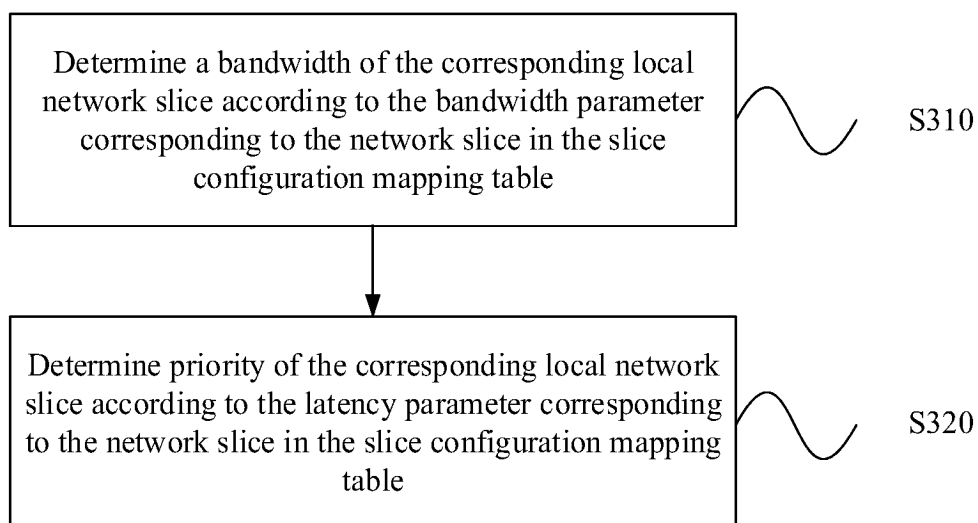 Determine a bandwidth of the corresponding local
network slice according to the bandwidth parameter
corresponding to the network slice in the slice
configuration mapping table
S310
Determine priority of the corresponding local network
slice according to the latency parameter corresponding
to the network slice in the slice configuration mapping
table
S320